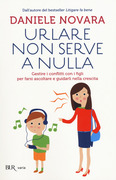 Dall'autore del bestseller Litigare fa bene
DANIELE NOVARA
URLARE
NON SERVE
A NULLA
Gestire i conflitti con i figli
per farsi ascoltare e guidarli nella crescita
BUR
varia